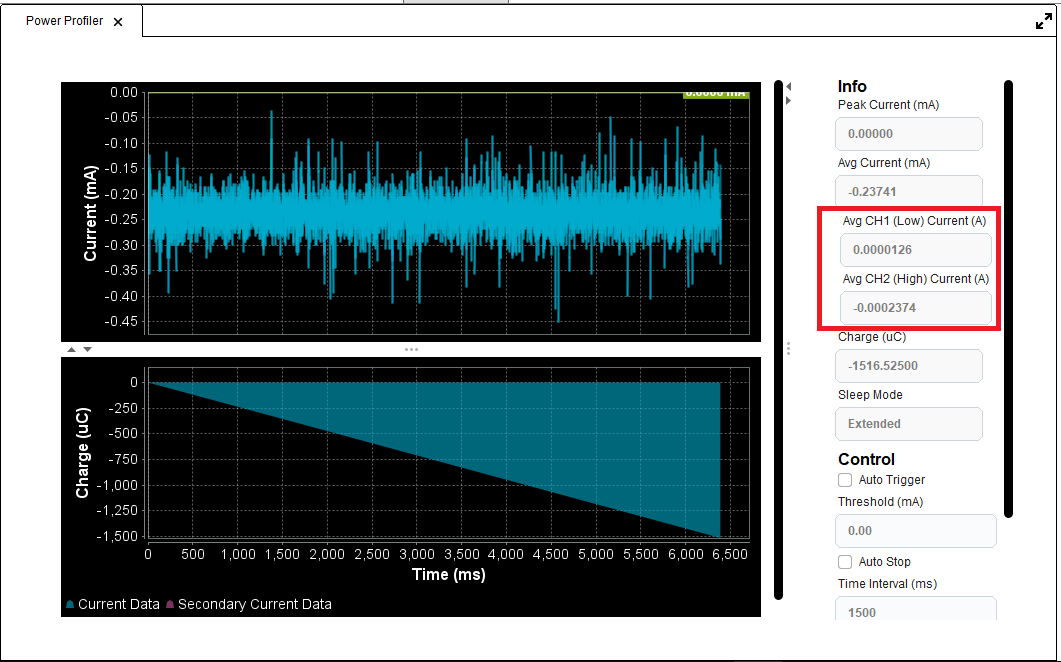 Power Profiler
0.00
-0.05
-0.10
-0.15
-0.20
-0.25
-0.30
-0.35
-0.40
-0.45
Current (mA)
0.0000 mA
0
-250
-500
-750
-1,000
-1,250
-1,500
Charge (uC)
0 500 1,000 1,500 2,000 2,500 3,000 3,500 4,000 4,500 5,000 5,500 6,000 6,500
Time (ms)
Current Data Secondary Current Data
Info
Peak Current (mA)
0.00000
Avg Current (mA)
-0.23741
Avg CH1 (Low) Current (A)
0.0000126
Avg CH2 (High) Current (A)
-0.0002374
Charge (uC)
-1516.52500
Sleep Mode
Extended
Control
Auto Trigger
Threshold (mA)
0.00
Auto Stop
Time Interval (ms)
1500